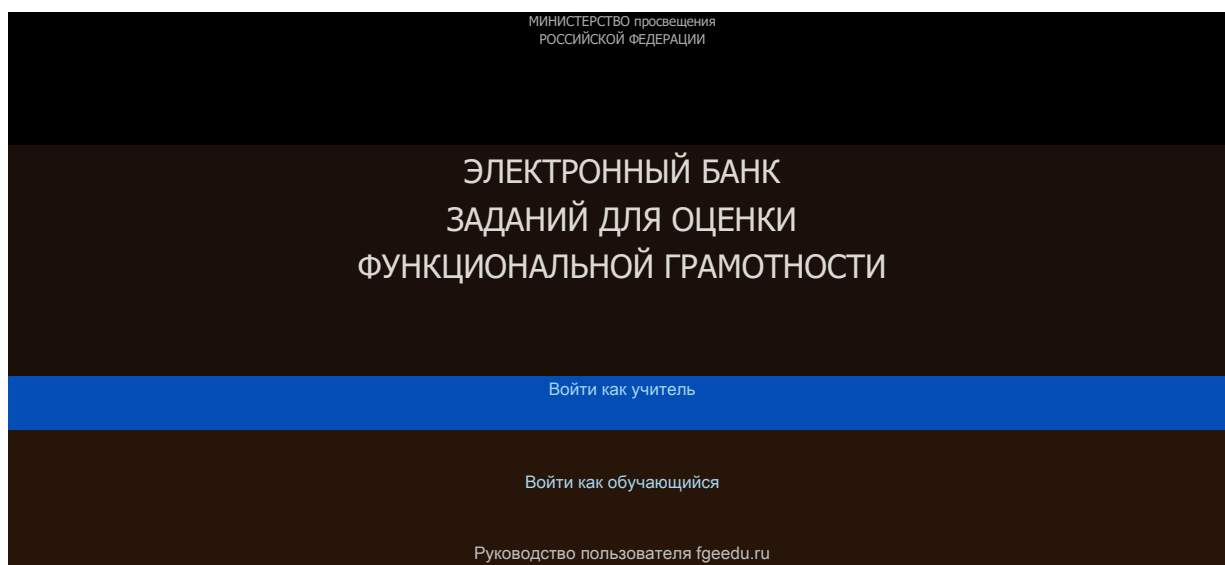 МИНИСТЕРСТВО просвещения
РОССИЙСКОЙ ФЕДЕРАЦИИ
ЭЛЕКТРОННЫЙ БАНК
ЗАДАНИЙ ДЛЯ ОЦЕНКИ
ФУНКЦИОНАЛЬНОЙ ГРАМОТНОСТИ
Войти как учитель
Войти как обучающийся
Руководство пользователя fgeedu.ru